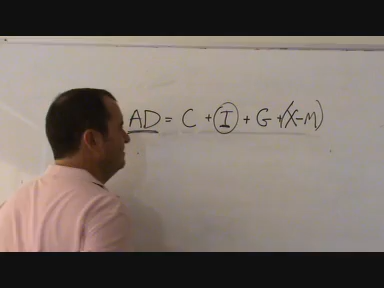 AD = C + I + G + (X-M)